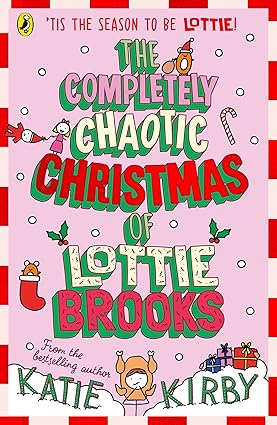 'TIS THE SEASON TO BE LOTTIE!
THE
COMPLETELY
CHAOTIC
CHRISTMAS
OF
LOTTIE
BROOKS
From the
bestselling author
KATIE KIRBY